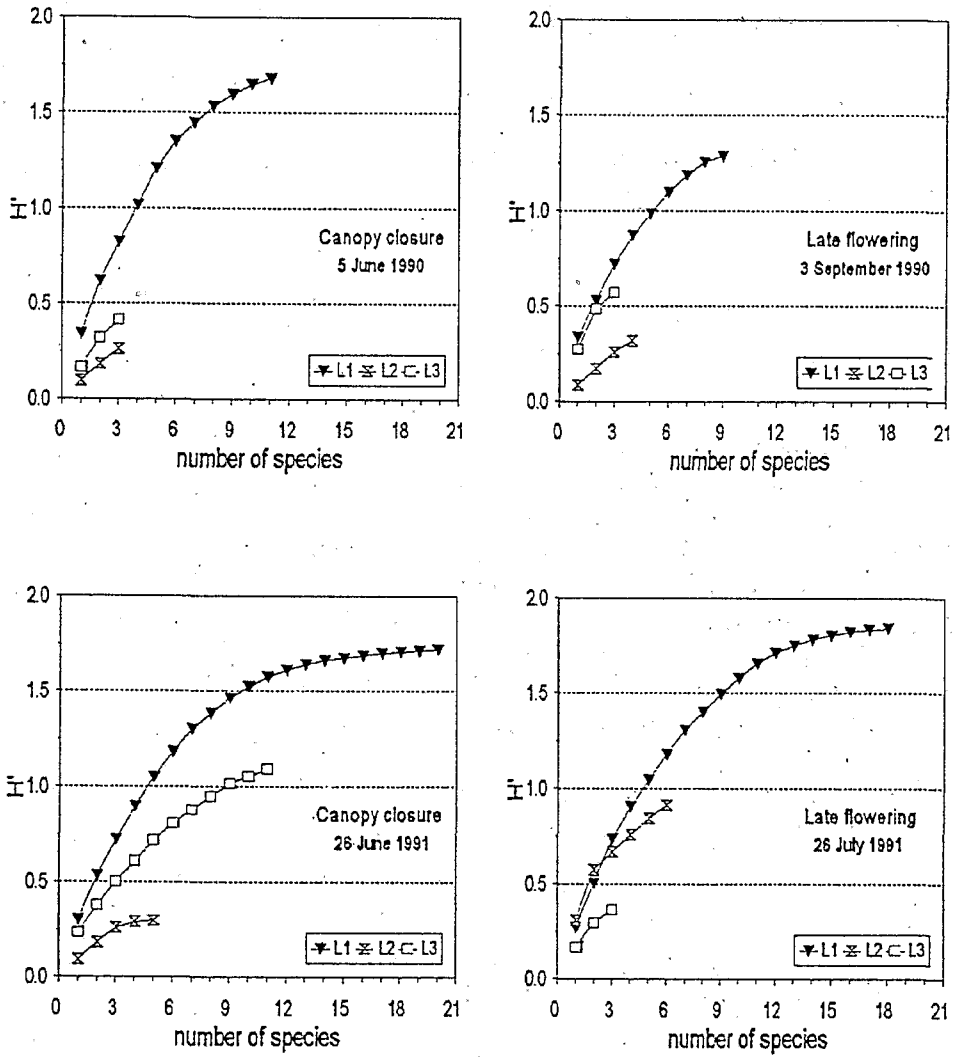 2.0
1.5
1.0
0.5
0.0
H'
Canopy closure
5 June 1990
L1 L2 L3
0 3 6 9 12 15 18 21
number of species
2.0
1.5
1.0
0.5
0.0
H'
Late flowering
3 September 1990
L1 L2 L3
0 3 6 9 12 15 18 21
number of species
2.0
1.5
1.0
0.5
0.0
H'
Canopy closure
26 June 1991
L1 L2 L3
0 3 6 9 12 15 18 21
number of species
2.0
1.5
1.0
0.5
0.0
H'
Late flowering
26 July 1991
L1 L2 L3
0 3 6 9 12 15 18 21
number of species